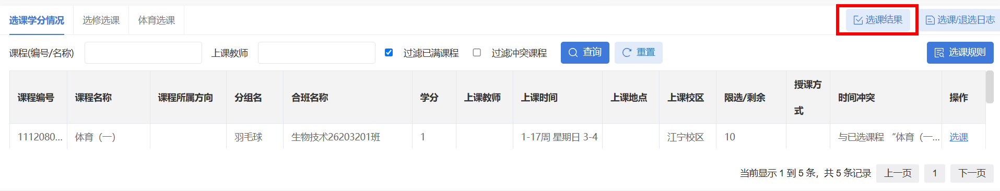 选课学分情况 选修选课 体育选课 选课结果 选课/退选日志
课程(编号/名称) 上课教师 过滤已满课程 过滤冲突课程 查询 重置 选课规则
课程编号 课程名称 课程所属方向 分组名 合班名称 学分 上课教师 上课时间 上课地点 上课校区 限选/剩余 授课方式 时间冲突 操作
1112080... 体育（一） 羽毛球 生物技术26203201班 1 1-17周 星期日 3-4 江宁校区 10 与已选课程 “体育（一... 选课
当前显示 1 到 5 条，共 5 条记录 上一页 1 下一页